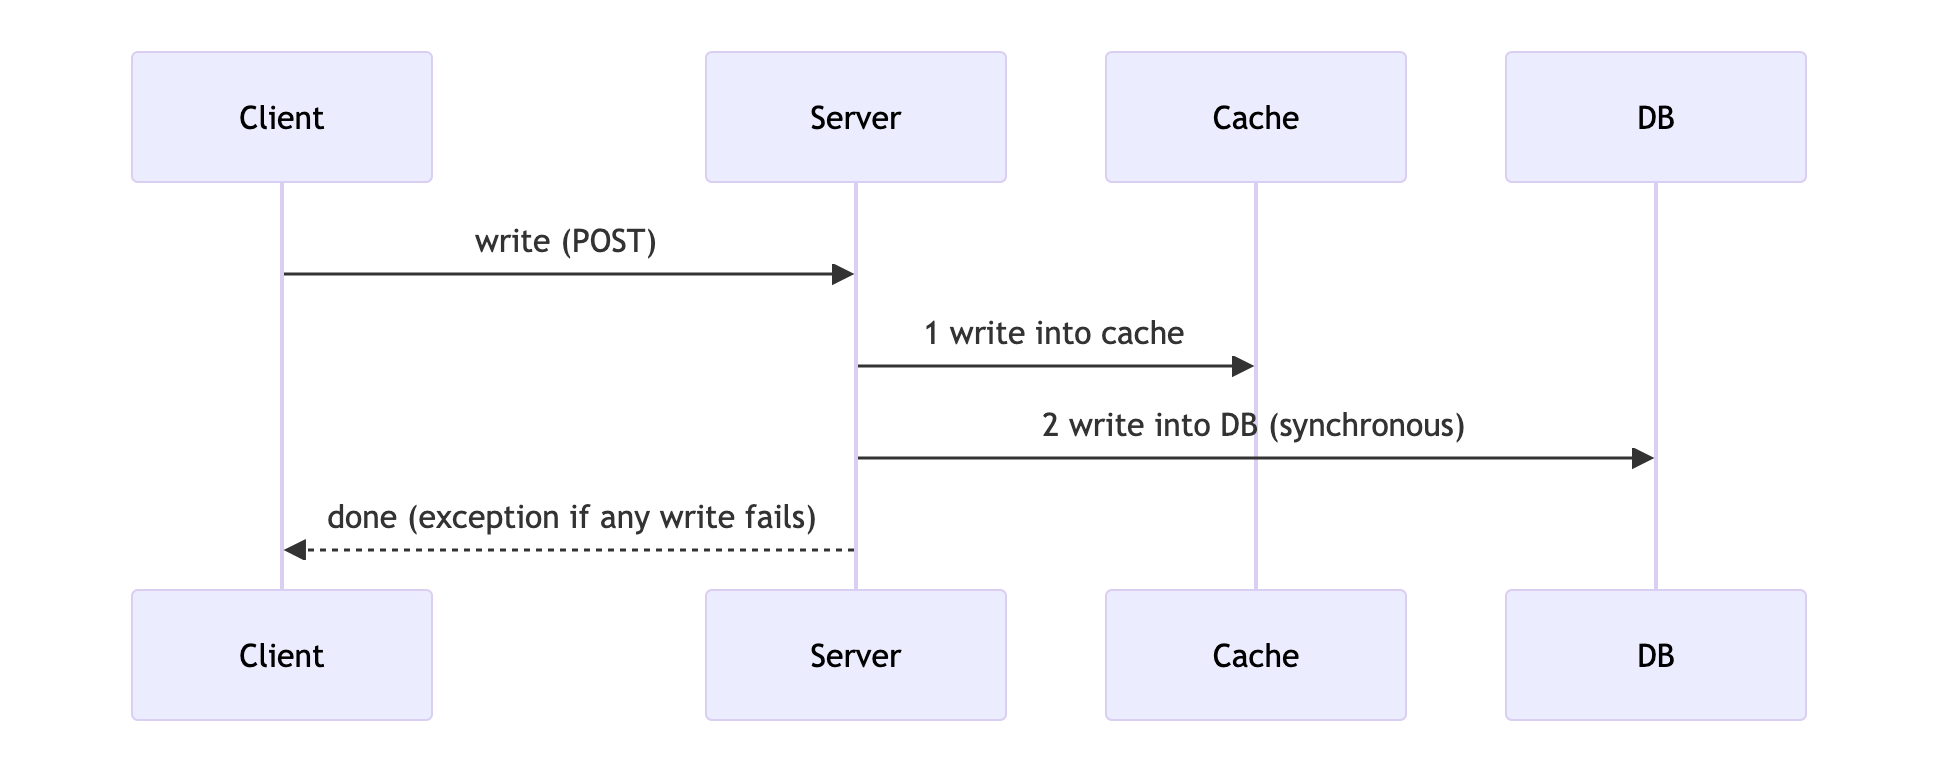 Client
Server
Cache
DB
write (POST)
1 write into cache
2 write into DB (synchronous)
done (exception if any write fails)
Client
Server
Cache
DB